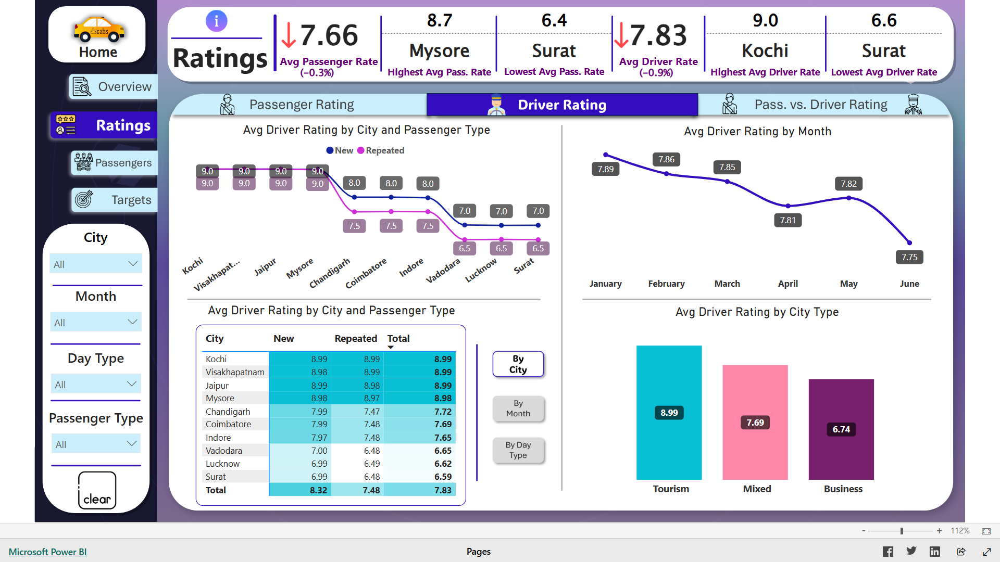 cabs
Home
Overview
Ratings
Passengers
Targets
City
All
Month
All
Day Type
All
Passenger Type
All
clear
i
Ratings
7.66
Avg Passenger Rate
(−0.3%)
8.7
Mysore
Highest Avg Pass. Rate
6.4
Surat
Lowest Avg Pass. Rate
7.83
Avg Driver Rate
(−0.9%)
9.0
Kochi
Highest Avg Driver Rate
6.6
Surat
Lowest Avg Driver Rate
Passenger Rating
Driver Rating
Pass. vs. Driver Rating
Avg Driver Rating by City and Passenger Type
New Repeated
9.0 9.0 9.0 9.0 8.0 8.0 8.0 7.0 7.0 7.0
9.0 9.0 9.0 9.0 7.5 7.5 7.5 6.5 6.5 6.5
Kochi Visakhapat... Jaipur Mysore Chandigarh Coimbatore Indore Vadodara Lucknow Surat
Avg Driver Rating by Month
7.89 7.86 7.85 7.81 7.82 7.75
January February March April May June
Avg Driver Rating by City and Passenger Type
City New Repeated Total
Kochi 8.99 8.99 8.99
Visakhapatnam 8.98 8.99 8.99
Jaipur 8.99 8.98 8.99
Mysore 8.98 8.97 8.98
Chandigarh 7.99 7.47 7.72
Coimbatore 7.99 7.48 7.69
Indore 7.97 7.48 7.65
Vadodara 7.00 6.48 6.65
Lucknow 6.99 6.49 6.62
Surat 6.99 6.48 6.59
Total 8.32 7.48 7.83
By
City
By
Month
By Day
Type
Avg Driver Rating by City Type
8.99 7.69 6.74
Tourism Mixed Business
- + 112%
Microsoft Power BI
Pages